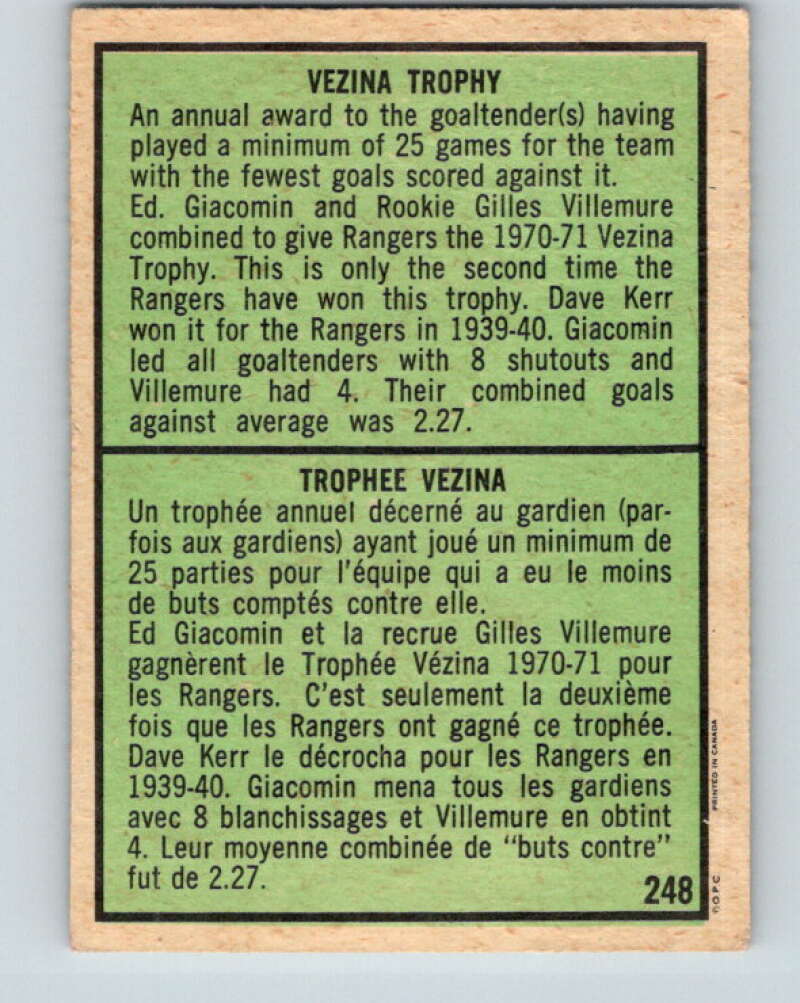 VEZINA TROPHY
An annual award to the goaltender(s) having
played a minimum of 25 games for the team
with the fewest goals scored against it.
Ed. Giacomin and Rookie Gilles Villemure
combined to give Rangers the 1970-71 Vezina
Trophy. This is only the second time the
Rangers have won this trophy. Dave Kerr
won it for the Rangers in 1939-40. Giacomin
led all goaltenders with 8 shutouts and
Villemure had 4. Their combined goals
against average was 2.27.
TROPHEE VEZINA
Un trophée annuel décerné au gardien (par-
fois aux gardiens) ayant joué un minimum de
25 parties pour l'équipe qui a eu le moins
de buts comptés contre elle.
Ed Giacomin et la recrue Gilles Villemure
gagnèrent le Trophée Vézina 1970-71 pour
les Rangers. C'est seulement la deuxième
fois que les Rangers ont gagné ce trophée.
Dave Kerr le décrocha pour les Rangers en
1939-40. Giacomin mena tous les gardiens
avec 8 blanchissages et Villemure en obtint
4. Leur moyenne combinée de "buts contre"
fut de 2.27.
248
©O.P.C. PRINTED IN CANADA